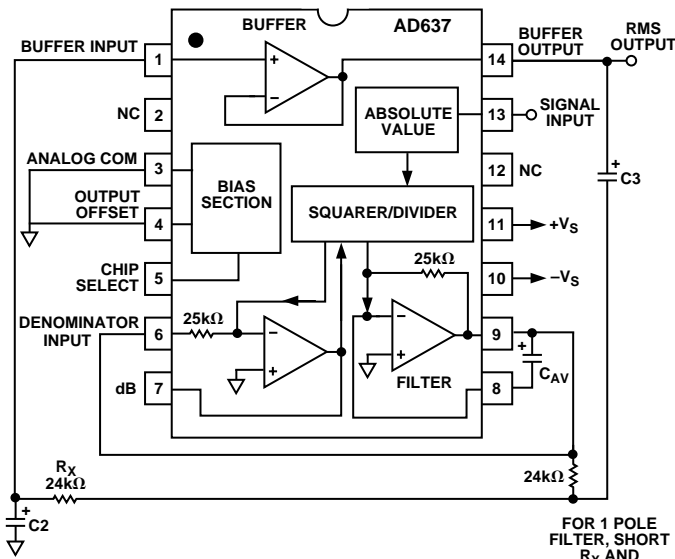 BUFFER
AD637
BUFFER INPUT
1
+
−
14
BUFFER
OUTPUT
RMS
OUTPUT
NC
2
ABSOLUTE
VALUE
13
SIGNAL
INPUT
ANALOG COM
3
BIAS
SECTION
12
NC
+
C3
OUTPUT
OFFSET
4
SQUARER/DIVIDER
11
+VS
CHIP
SELECT
5
25kΩ
10
−VS
DENOMINATOR
INPUT
6
25kΩ
−
+
−
+
FILTER
9
+
CAV
dB
7
8
RX
24kΩ
24kΩ
+
C2
FOR 1 POLE
FILTER, SHORT
RX AND